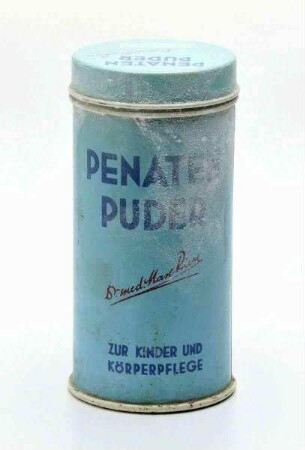 PENATEN
PUDER
PENATEN
PUDER
Dr med Max Riese
ZUR KINDER UND
KÖRPERPFLEGE